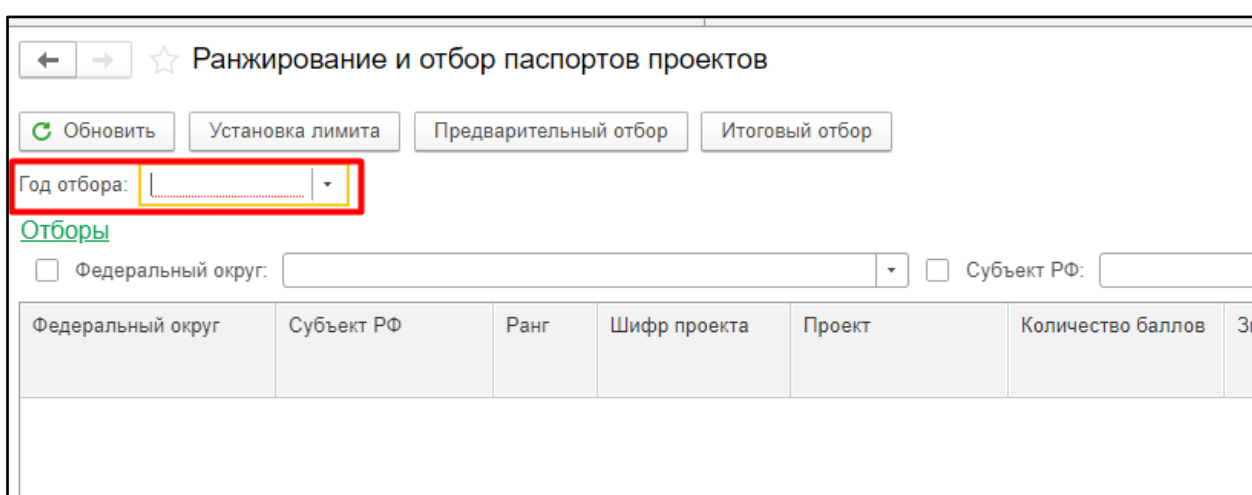 Ранжирование и отбор паспортов проектов
Обновить Установка лимита Предварительный отбор Итоговый отбор
Год отбора:
Отборы
Федеральный округ: Субъект РФ:
Федеральный округ Субъект РФ Ранг Шифр проекта Проект Количество баллов